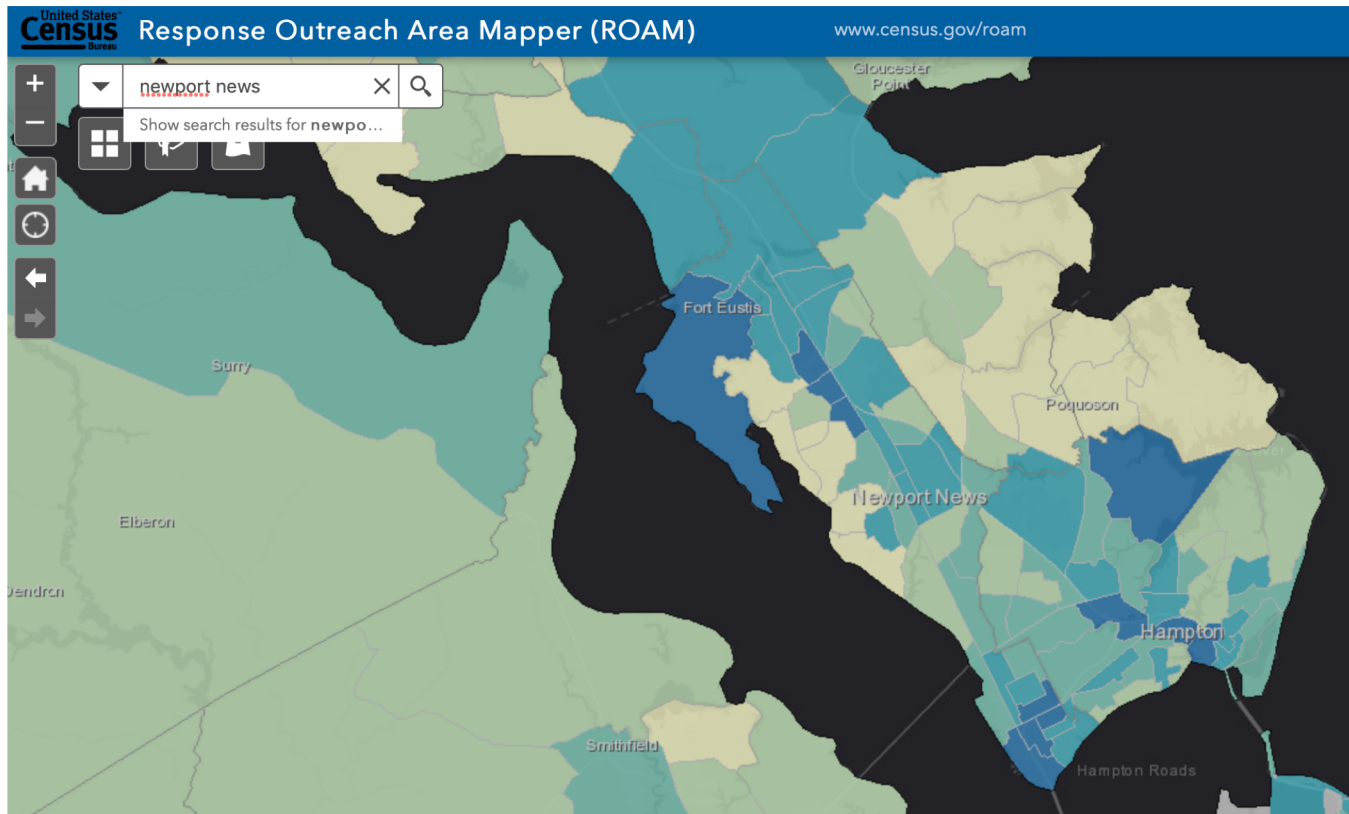 United States™
Census
Bureau
Response Outreach Area Mapper (ROAM)
www.census.gov/roam
+
newport news
Show search results for newpo...
−
Gloucester
Point
Fort Eustis
Surry
Poquoson
Newport News
Elberon
Dendron
Hampton
Smithfield
Hampton Roads